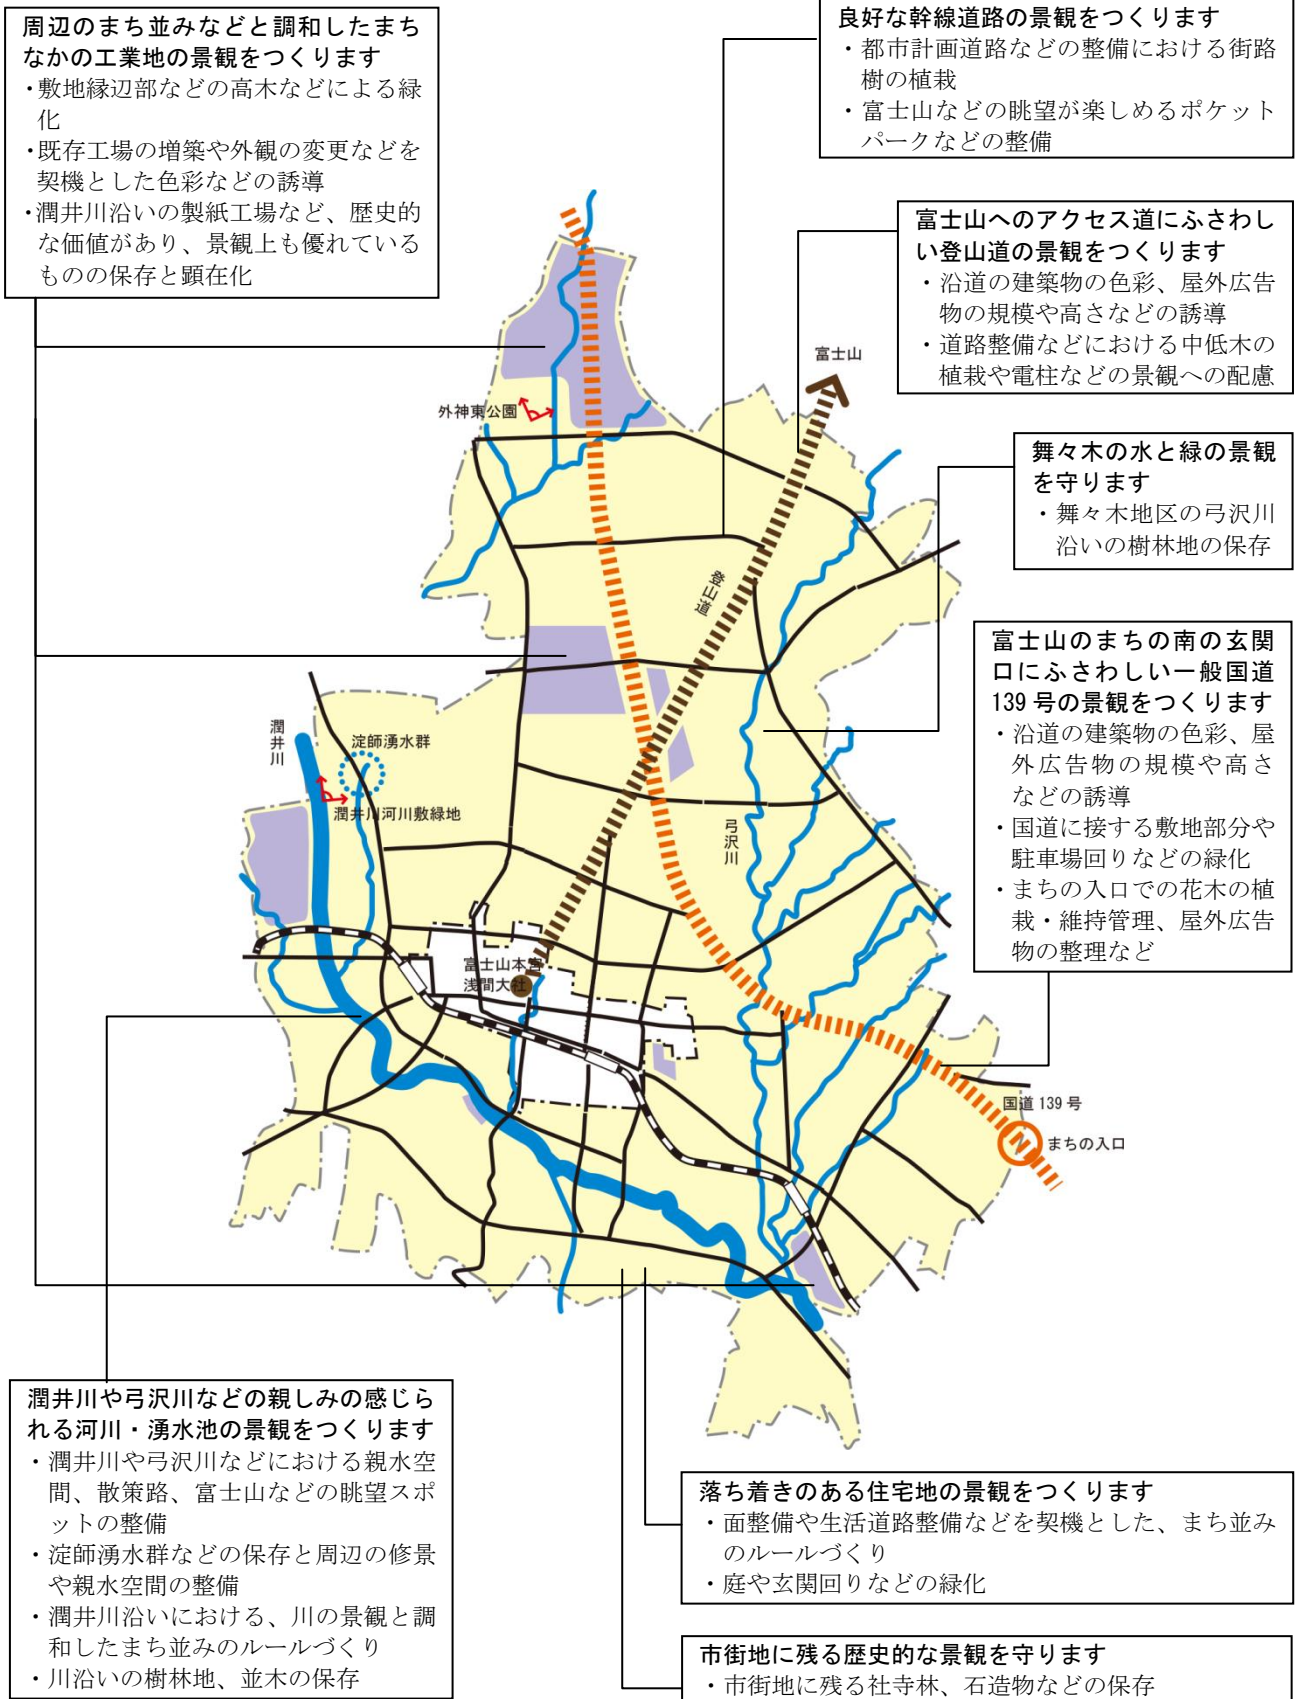 周辺のまち並みなどと調和したまち
なかの工業地の景観をつくります
・敷地縁辺部などの高木などによる緑
化
・既存工場の増築や外観の変更などを
契機とした色彩などの誘導
・潤井川沿いの製紙工場など、歴史的
な価値があり、景観上も優れている
ものの保存と顕在化
良好な幹線道路の景観をつくります
・都市計画道路などの整備における街路
樹の植栽
・富士山などの眺望が楽しめるポケット
パークなどの整備
富士山へのアクセス道にふさわし
い登山道の景観をつくります
・沿道の建築物の色彩、屋外広告
物の規模や高さなどの誘導
・道路整備などにおける中低木の
植栽や電柱などの景観への配慮
舞々木の水と緑の景観
を守ります
・舞々木地区の弓沢川
沿いの樹林地の保存
富士山のまちの南の玄関
口にふさわしい一般国道
139号の景観をつくります
・沿道の建築物の色彩、屋
外広告物の規模や高さ
などの誘導
・国道に接する敷地部分や
駐車場回りなどの緑化
・まちの入口での花木の植
栽・維持管理、屋外広告
物の整理など
富士山
外神東公園
登山道
潤井川
淀師湧水群
潤井川河川敷緑地
弓沢川
富士山本宮
浅間大社
国道139号
まちの入口
潤井川や弓沢川などの親しみの感じら
れる河川・湧水池の景観をつくります
・潤井川や弓沢川などにおける親水空
間、散策路、富士山などの眺望スポ
ットの整備
・淀師湧水群などの保存と周辺の修景
や親水空間の整備
・潤井川沿いにおける、川の景観と調
和したまち並みのルールづくり
・川沿いの樹林地、並木の保存
落ち着きのある住宅地の景観をつくります
・面整備や生活道路整備などを契機とした、まち並み
のルールづくり
・庭や玄関回りなどの緑化
市街地に残る歴史的な景観を守ります
・市街地に残る社寺林、石造物などの保存